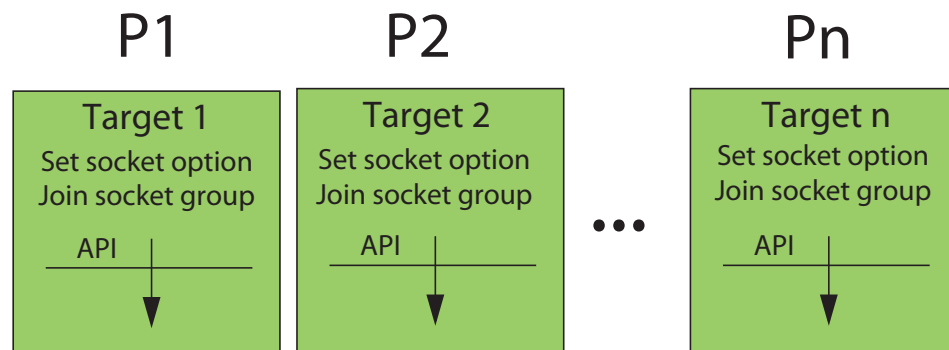 P1
P2
Pn
Target 1
Set socket option
Join socket group
API
Target 2
Set socket option
Join socket group
API
...
Target n
Set socket option
Join socket group
API